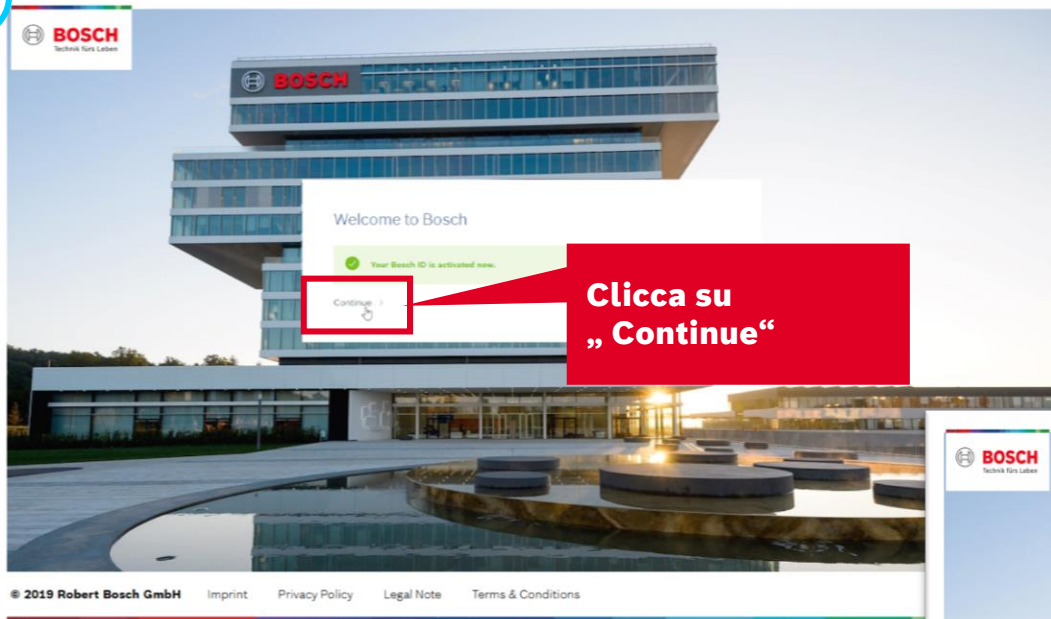 BOSCH
Technik fürs Leben
BOSCH
Welcome to Bosch
Your Bosch ID is activated now.
Continue >
Clicca su
„ Continue“
BOSCH
Technik fürs Leben
© 2019 Robert Bosch GmbH Imprint Privacy Policy Legal Note Terms & Conditions